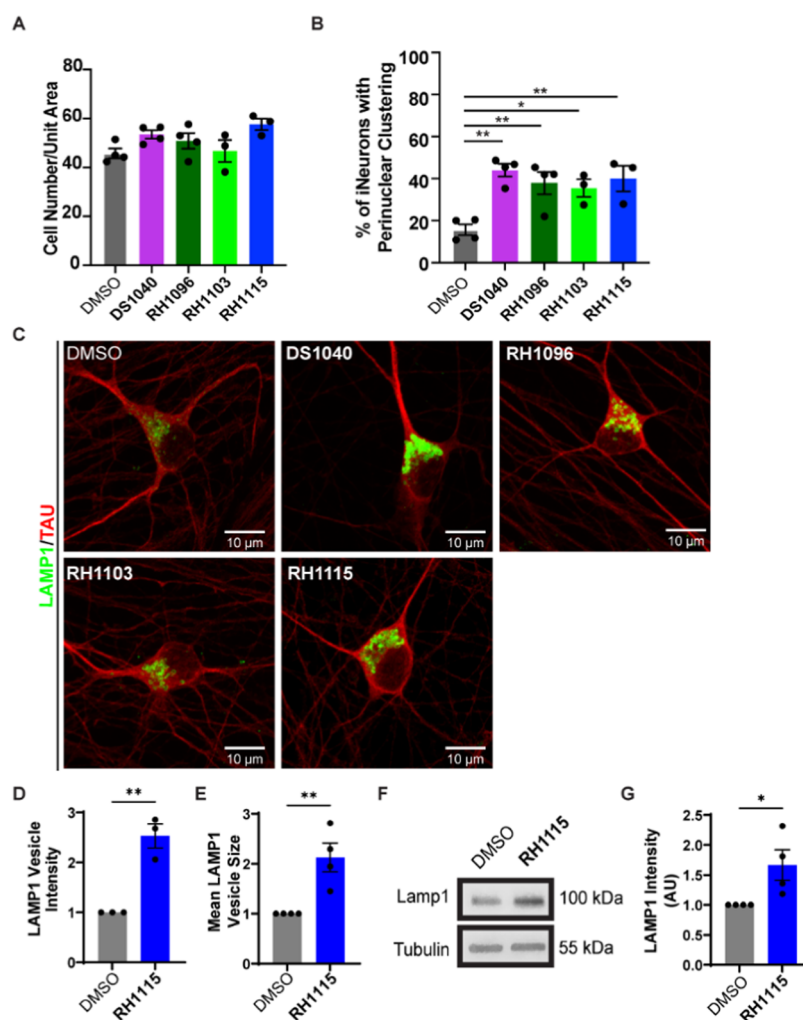 A
Cell Number/Unit Area
80
60
40
20
0
DMSO
DS1040
RH1096
RH1103
RH1115
B
% of iNeurons with
Perinuclear Clustering
100
80
60
40
20
0
**
*
**
**
DMSO
DS1040
RH1096
RH1103
RH1115
C
LAMP1/TAU
DMSO
10 µm
DS1040
10 µm
RH1096
10 µm
RH1103
10 µm
RH1115
10 µm
D
LAMP1 Vesicle
Intensity
4
3
2
1
0
**
DMSO
RH1115
E
Mean LAMP1
Vesicle Size
3
2
1
0
**
DMSO
RH1115
F
DMSO
RH1115
Lamp1
100 kDa
Tubulin
55 kDa
G
LAMP1 Intensity
(AU)
2.5
2.0
1.5
1.0
0.5
0.0
*
DMSO
RH1115